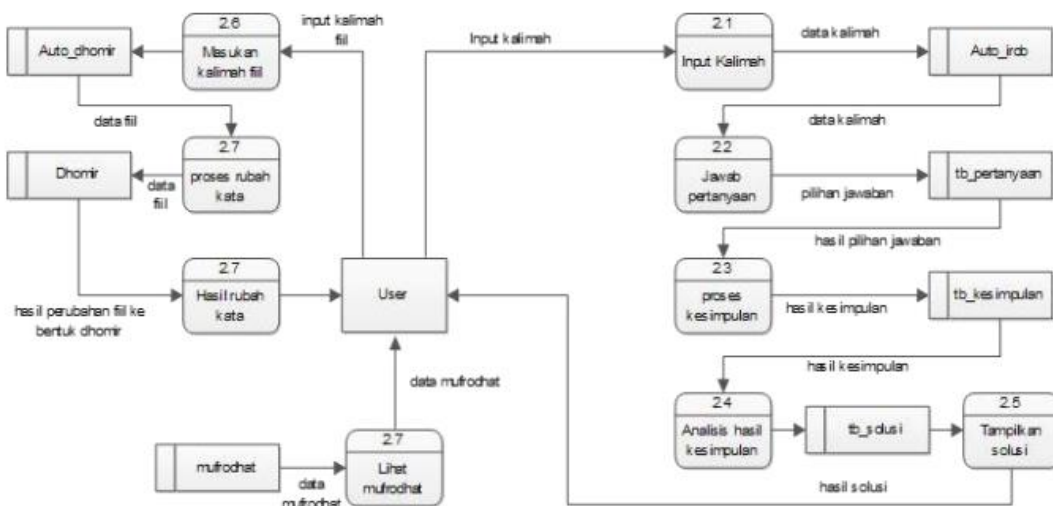 2.6
Masukan
kalimah fiil
Auto_dhomir
input kalimah
fiil
data fiil
2.7
proses rubah
kata
Dhomir
data
fiil
2.7
Hasil rubah
kata
hasil perubahan fiil ke
bentuk dhomir
User
data mufrodhat
mufrodhat
data
mufrodhat
2.7
Lihat
mufrodhat
Input kalimah
2.1
Input Kalimah
data kalimah
Auto_irob
data kalimah
2.2
Jawab
pertanyaan
pilihan jawaban
tb_pertanyaan
hasil pilihan jawaban
2.3
proses
kesimpulan
hasil kesimpulan
tb_kesimpulan
hasil kesimpulan
2.4
Analisis hasil
kesimpulan
tb_solusi
2.5
Tampilkan
solusi
hasil solusi